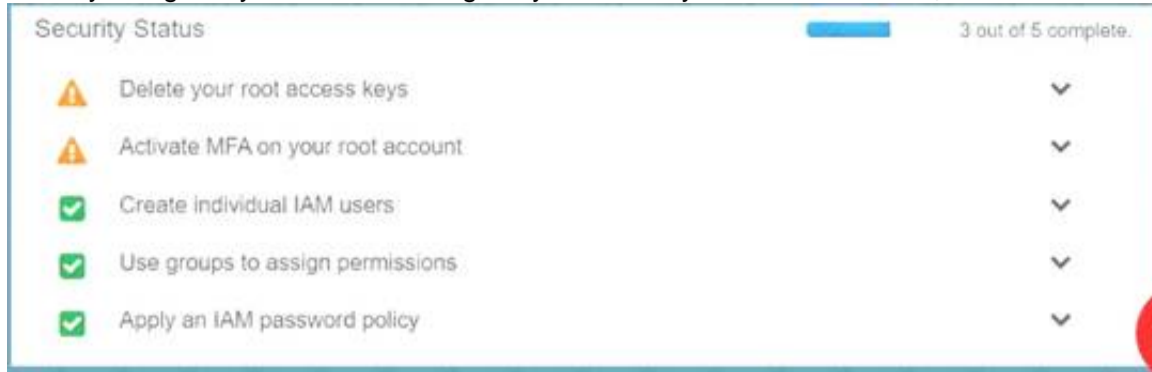 Security Status
3 out of 5 complete.
Delete your root access keys
Activate MFA on your root account
Create individual IAM users
Use groups to assign permissions
Apply an IAM password policy